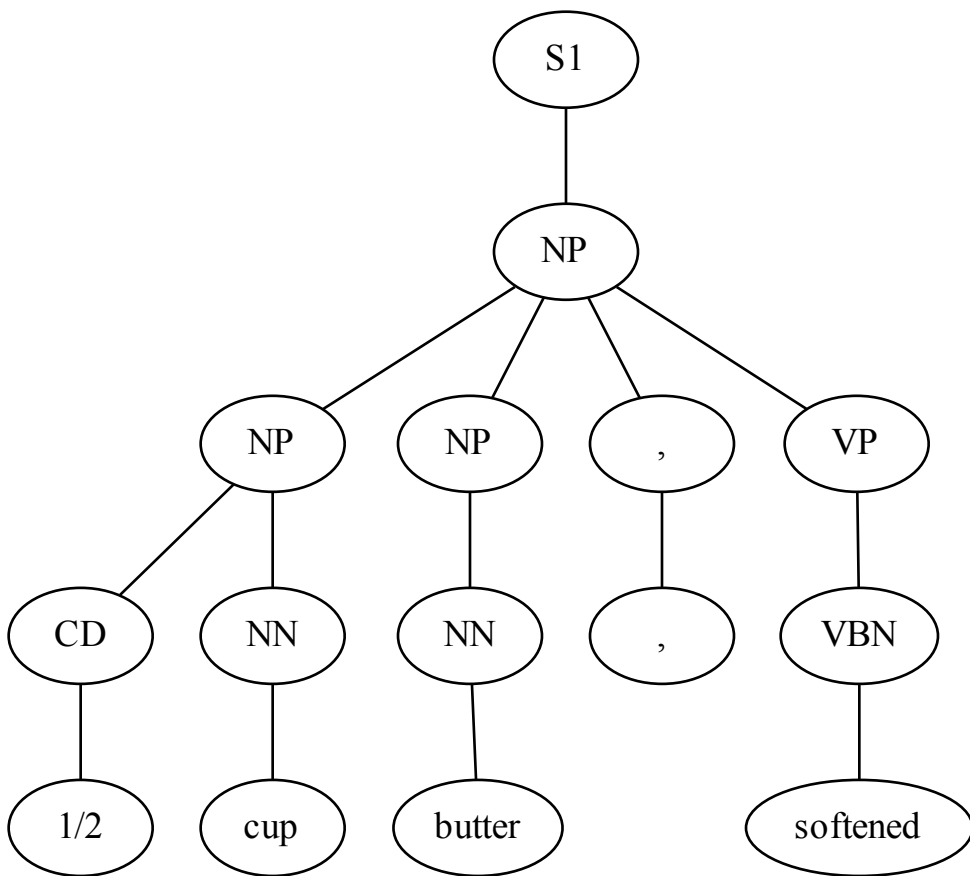 S1
NP
NP NP , VP
CD NN NN , VBN
1/2 cup butter softened